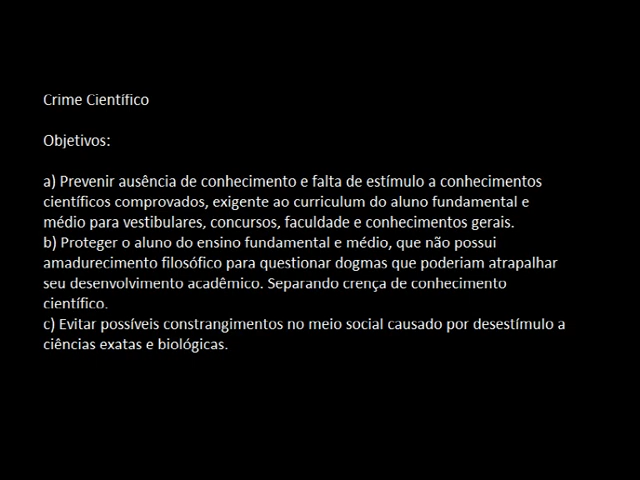 Crime Científico
Objetivos:
a) Prevenir ausência de conhecimento e falta de estímulo a conhecimentos
científicos comprovados, exigente ao curriculum do aluno fundamental e
médio para vestibulares, concursos, faculdade e conhecimentos gerais.
b) Proteger o aluno do ensino fundamental e médio, que não possui
amadurecimento filosófico para questionar dogmas que poderiam atrapalhar
seu desenvolvimento acadêmico. Separando crença de conhecimento
científico.
c) Evitar possíveis constrangimentos no meio social causado por desestímulo a
ciências exatas e biológicas.